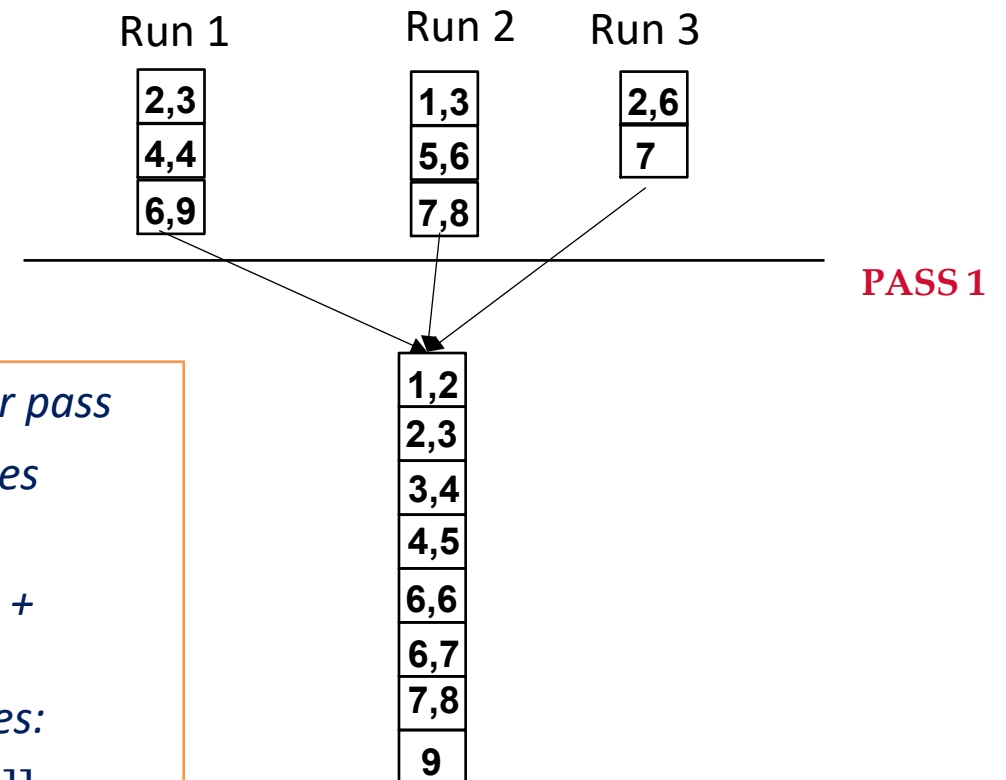 Run 1
Run 2
Run 3
2,3
4,4
6,9
1,3
5,6
7,8
2,6
7
PASS 1
r pass
es
+
es:
1,2
2,3
3,4
4,5
6,6
6,7
7,8
9